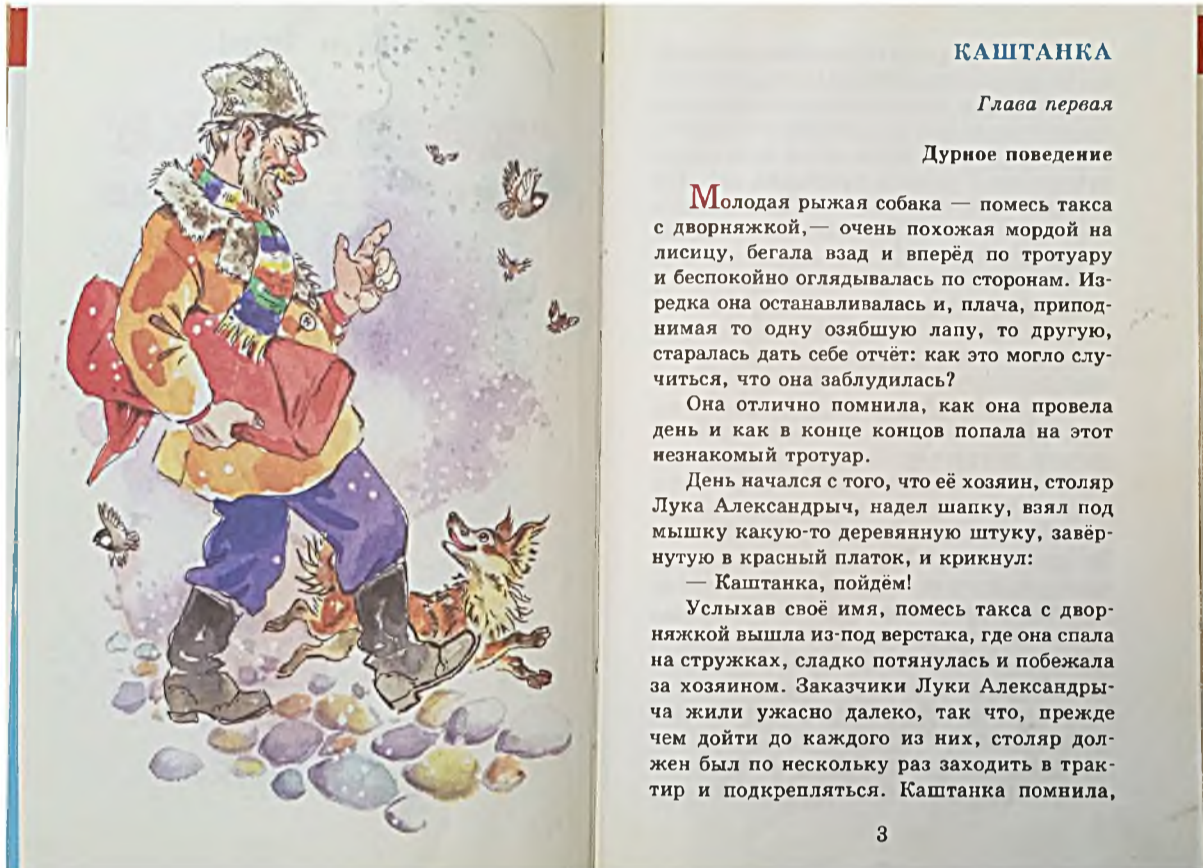 КАШТАНКА
Глава первая
Дурное поведение
Молодая рыжая собака — помесь такса
с дворняжкой,— очень похожая мордой на
лисицу, бегала взад и вперёд по тротуару
и беспокойно оглядывалась по сторонам. Из-
редка она останавливалась и, плача, припод-
нимая то одну озябшую лапу, то другую,
старалась дать себе отчёт: как это могло слу-
читься, что она заблудилась?
Она отлично помнила, как она провела
день и как в конце концов попала на этот
незнакомый тротуар.
День начался с того, что её хозяин, столяр
Лука Александрыч, надел шапку, взял под
мышку какую-то деревянную штуку, завёр-
нутую в красный платок, и крикнул:
— Каштанка, пойдём!
Услыхав своё имя, помесь такса с двор-
няжкой вышла из-под верстака, где она спала
на стружках, сладко потянулась и побежала
за хозяином. Заказчики Луки Александры-
ча жили ужасно далеко, так что, прежде
чем дойти до каждого из них, столяр дол-
жен был по нескольку раз заходить в трак-
тир и подкрепляться. Каштанка помнила,
3